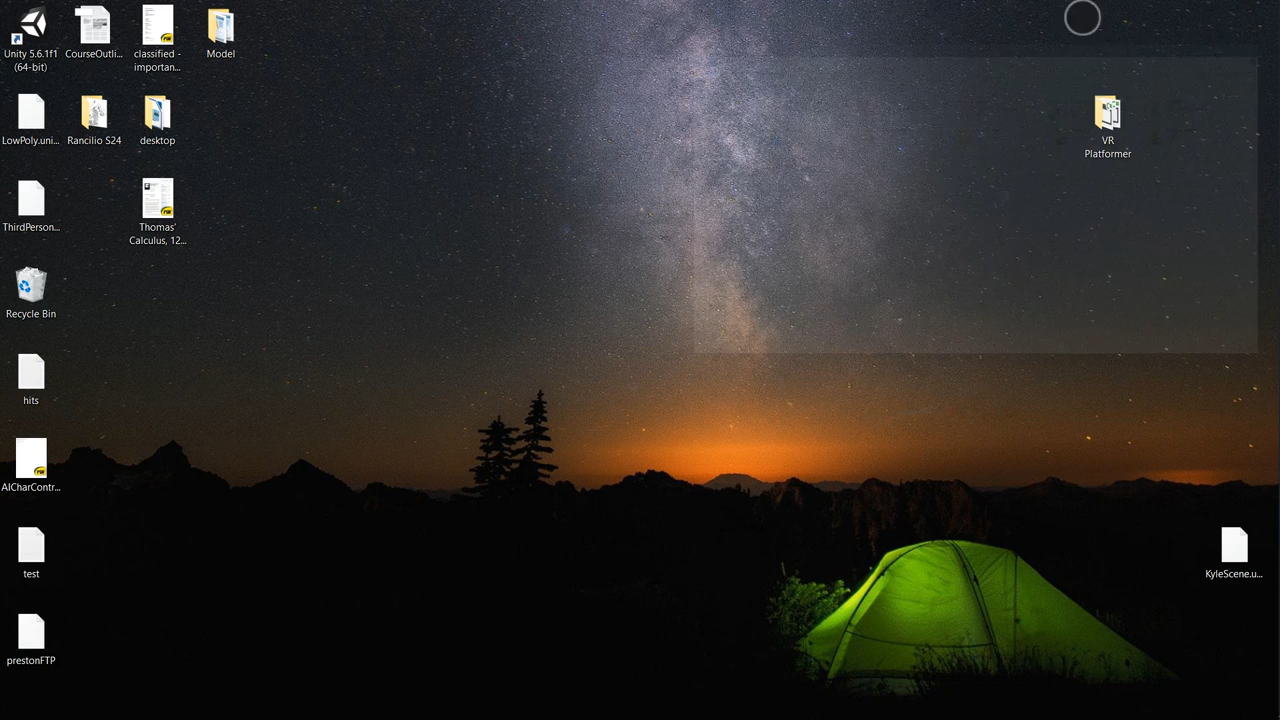 Unity 5.6.1f1
(64-bit)
CourseOutli...
classified -
importan...
Model
LowPoly.uni...
Rancilio S24
desktop
VR
Platformer
ThirdPerson...
Thomas'
Calculus, 12...
Recycle Bin
hits
AICharContr...
test
KyleScene.u...
prestonFTP